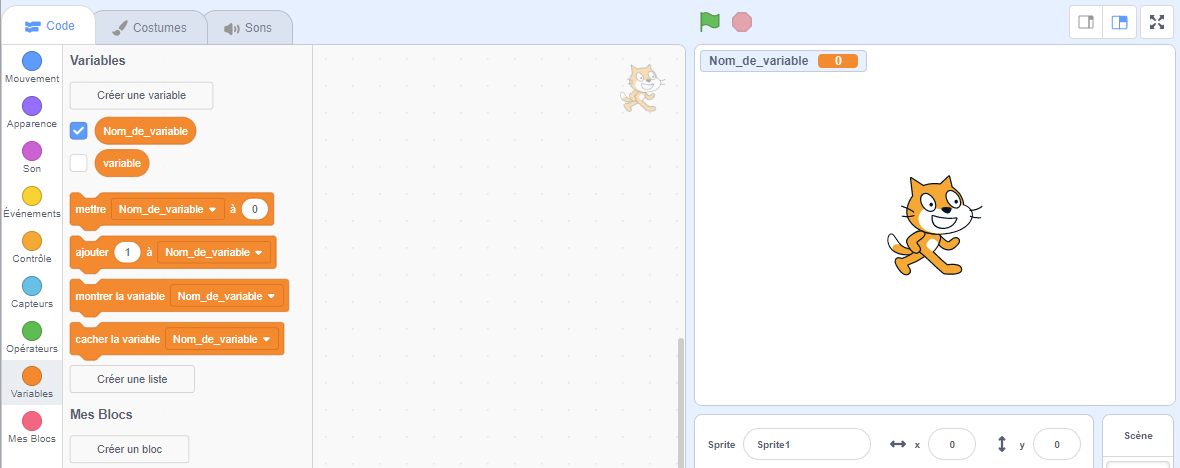 Code
Costumes
Sons
Mouvement
Apparence
Son
Événements
Contrôle
Capteurs
Opérateurs
Variables
Mes Blocs
Variables
Créer une variable
Nom_de_variable
variable
mettre Nom_de_variable à 0
ajouter 1 à Nom_de_variable
montrer la variable Nom_de_variable
cacher la variable Nom_de_variable
Créer une liste
Mes Blocs
Créer un bloc
Nom_de_variable 0
Sprite Sprite1 x 0 y 0
Scène